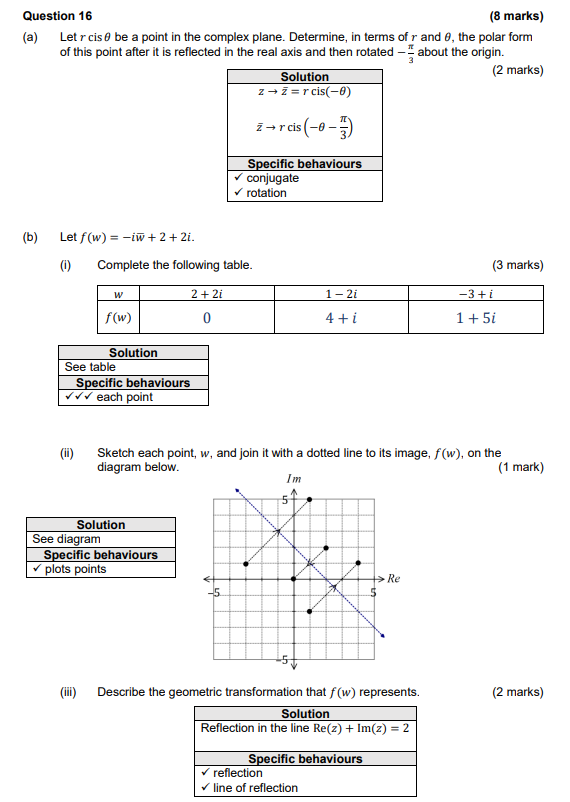 Question 16 (8 marks)
(a) Let r cis θ be a point in the complex plane. Determine, in terms of r and θ, the polar form
of this point after it is reflected in the real axis and then rotated −π/3 about the origin.
(2 marks)
Solution
z → z̄ = r cis(−θ)
z̄ → r cis(−θ − π/3)
Specific behaviours
✓ conjugate
✓ rotation
(b) Let f(w) = −iw̄ + 2 + 2i.
(i) Complete the following table. (3 marks)
w 2 + 2i 1 − 2i −3 + i
f(w) 0 4 + i 1 + 5i
Solution
See table
Specific behaviours
✓✓✓ each point
(ii) Sketch each point, w, and join it with a dotted line to its image, f(w), on the
diagram below. (1 mark)
Im
5
Solution
See diagram
Specific behaviours
✓ plots points
Re
−5 5
−5
(iii) Describe the geometric transformation that f(w) represents. (2 marks)
Solution
Reflection in the line Re(z) + Im(z) = 2
Specific behaviours
✓ reflection
✓ line of reflection